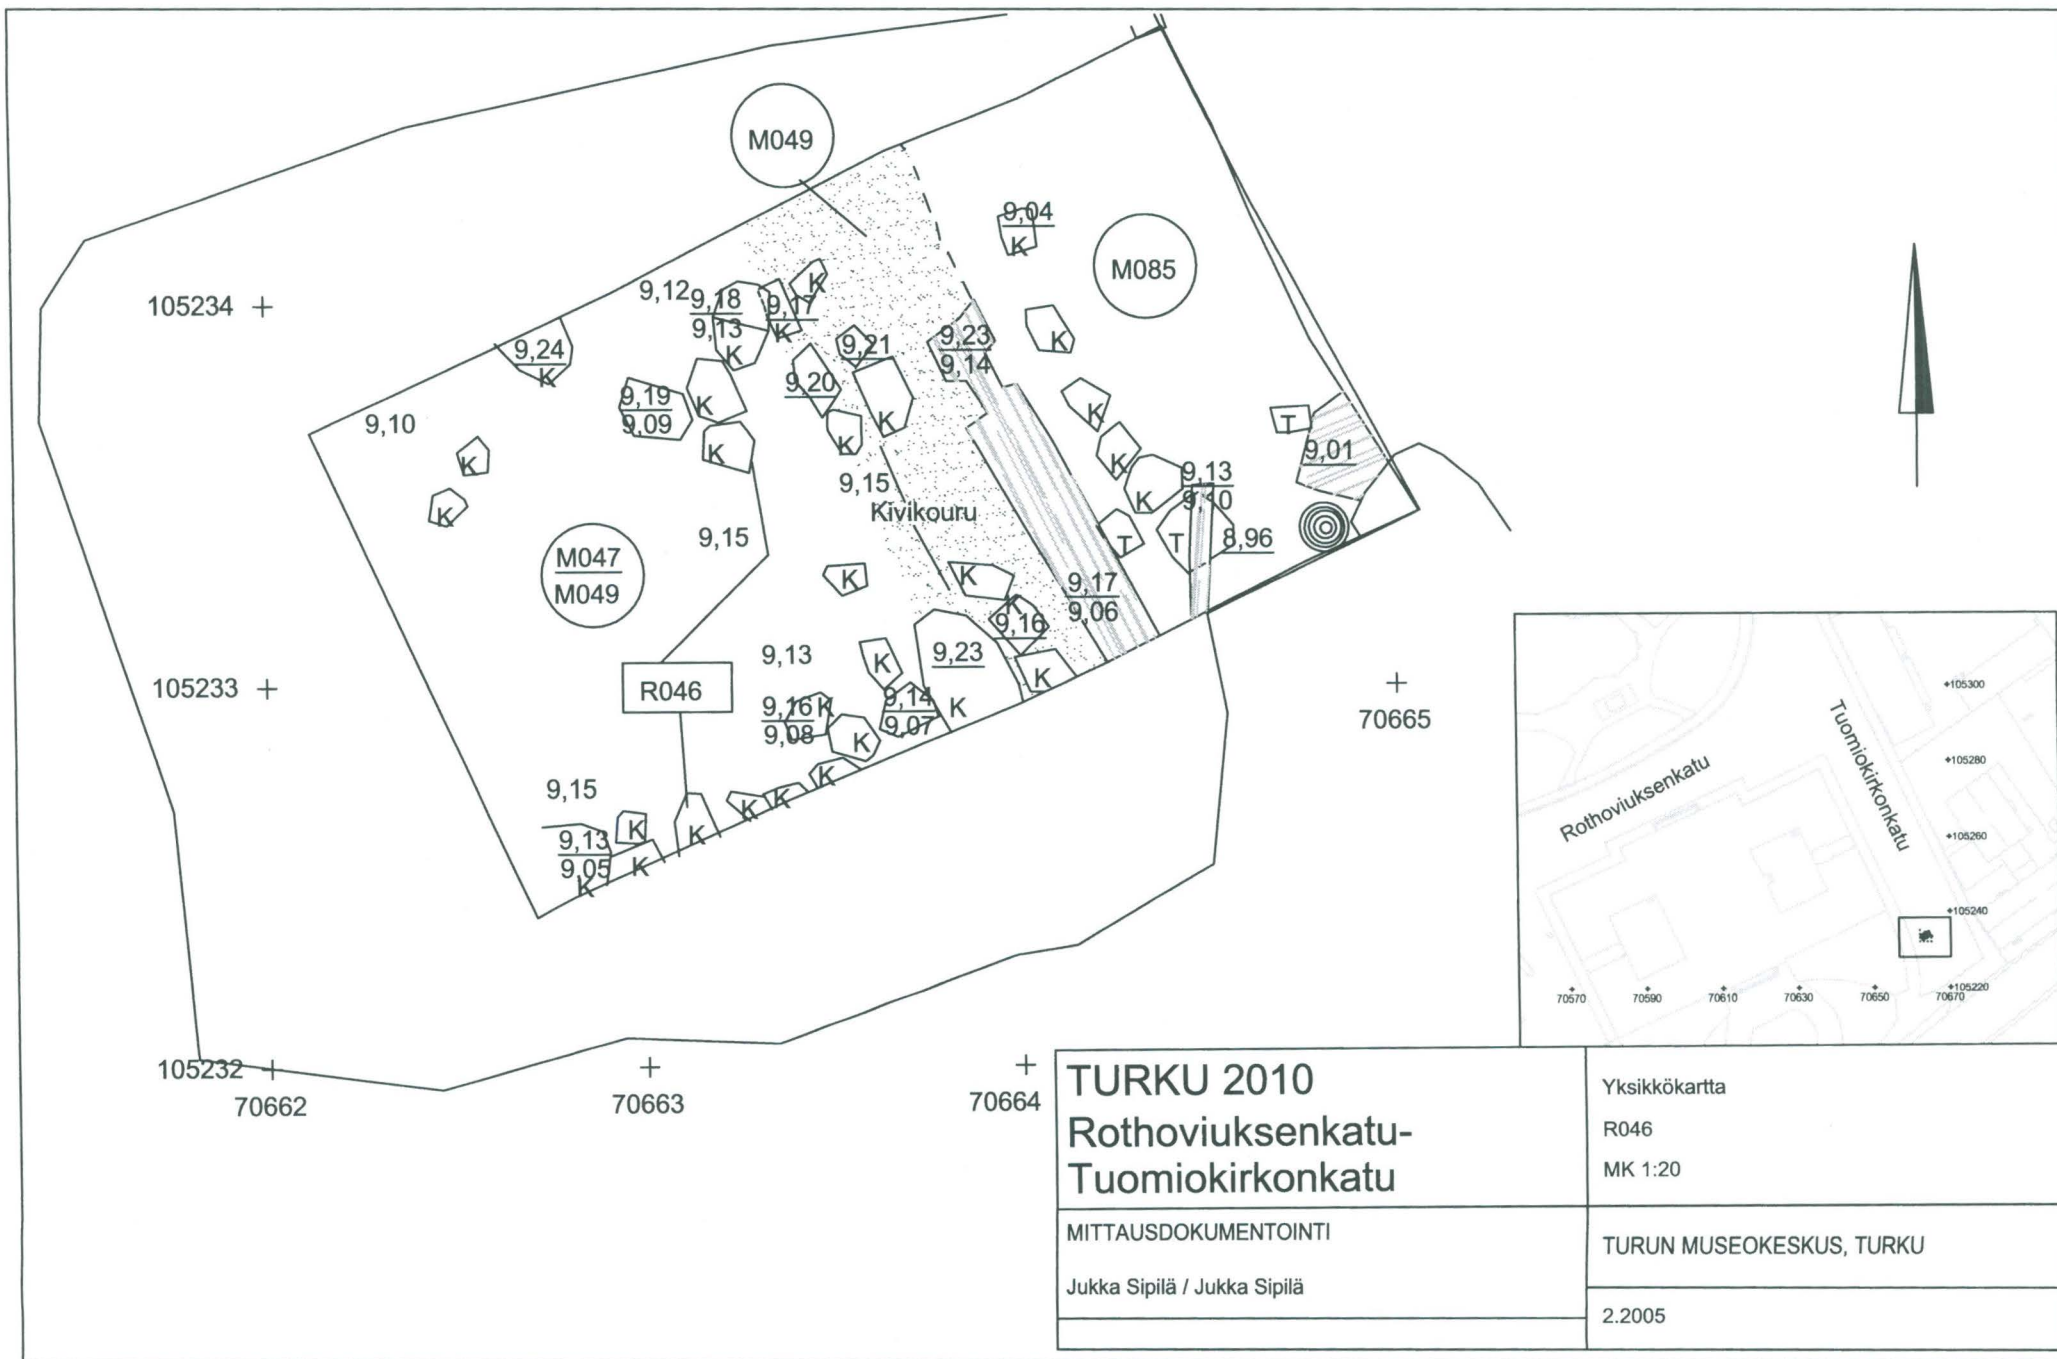 M049
9,04
K
M085
105234
9,12
9,18
9,13
K
9,17
K
K
9,24
K
9,21
9,23
9,14
K
9,20
K
9,19
9,09
K
K
K
K
T
9,10
K
K
K
9,01
K
9,15
9,13
9,10
K
K
Kivikouru
9,15
T
T
8,96
M047
M049
K
K
9,17
9,06
K
9,16
9,13
K
9,23
K
105233
R046
70665
9,16
9,08
K
K
9,14
9,07
K
9,15
K
K
K
K
K
9,13
9,05
K
K
105232
70662
70663
70664
Rothoviuksenkatu
Tuomiokirkonkatu
105300
105280
105260
105240
105220
70570
70590
70610
70630
70650
70670
TURKU 2010
Rothoviuksenkatu-
Tuomiokirkonkatu
Yksikkökartta
R046
MK 1:20
MITTAUSDOKUMENTOINTI
Jukka Sipilä / Jukka Sipilä
TURUN MUSEOKESKUS, TURKU
2.2005